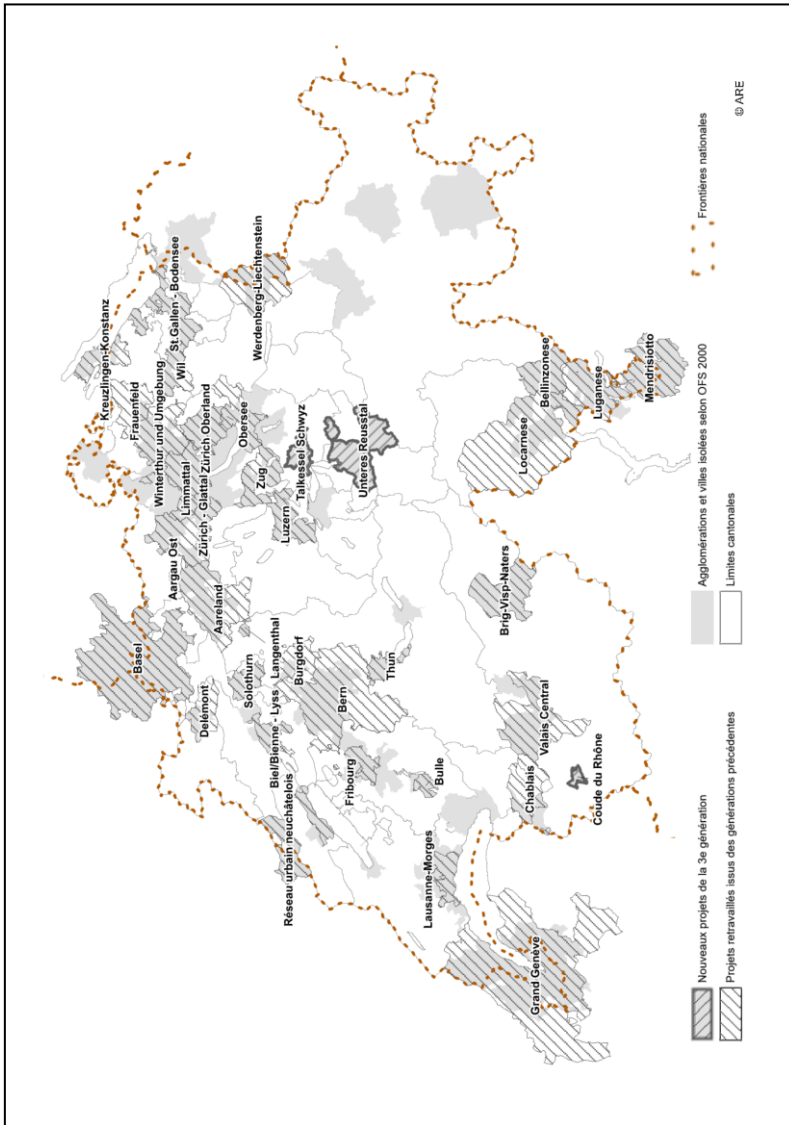 Kreuzlingen-Konstanz
Frauenfeld
St.Gallen - Bodensee
Wil
Winterthur und Umgebung
Limmattal
Zürich - Glattal Zürich Oberland
Obersee
Werdenberg-Liechtenstein
Basel
Aargau Ost
Aareland
Zug
Luzern
Talkessel Schwyz
Unteres Reusstal
Delémont
Solothurn
Biel/Bienne - Lyss
Langenthal
Burgdorf
Bern
Thun
Réseau urbain neuchâtelois
Fribourg
Bulle
Lausanne-Morges
Grand Genève
Chablais
Valais Central
Coude du Rhône
Brig-Visp-Naters
Locarnese
Bellinzonese
Luganese
Mendrisiotto
Nouveaux projets de la 3e génération
Projets retravaillés issus des générations précédentes
Agglomérations et villes isolées selon OFS 2000
Limites cantonales
Frontières nationales
© ARE